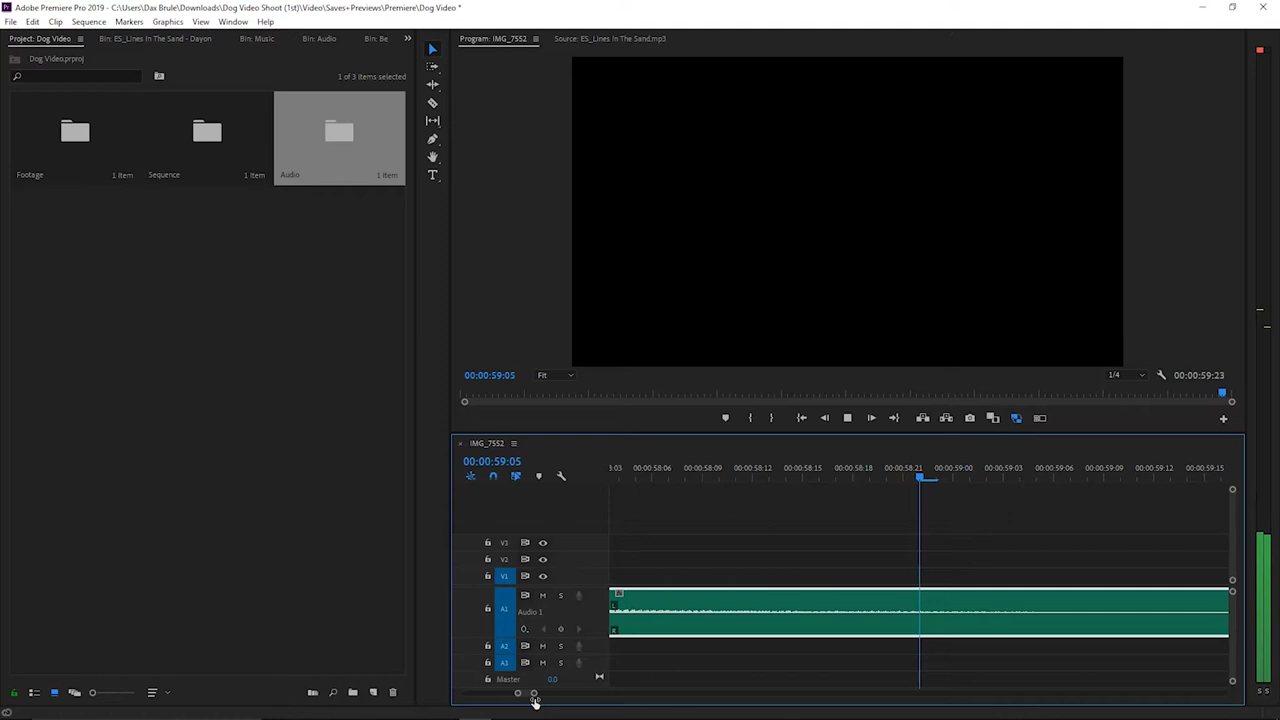 Adobe Premiere Pro 2019 - C:\Users\Dax Brule\Downloads\Dog Video Shoot (1st)\Video\Saves+Previews\Premiere\Dog Video *
File Edit Clip Sequence Markers Graphics View Window Help
Project: Dog Video Bin: ES_Lines In The Sand - Dayon Bin: Music Bin: Audio Bin: Be
Program: IMG_7552 Source: ES_Lines In The Sand.mp3
Dog Video.prproj
1 of 3 items selected
Footage 1 Item Sequence 1 Item Audio 1 Item
00:00:59:05 Fit 1/4 00:00:59:23
IMG_7552
00:00:59:05
3:03 00:00:58:06 00:00:58:09 00:00:58:12 00:00:58:15 00:00:58:18 00:00:58:21 00:00:59:00 00:00:59:03 00:00:59:06 00:00:59:09 00:00:59:12 00:00:59:15
V3
V2
V1
A1 M S
Audio 1
A2 M S
A3 M S
Master 0.0
S S